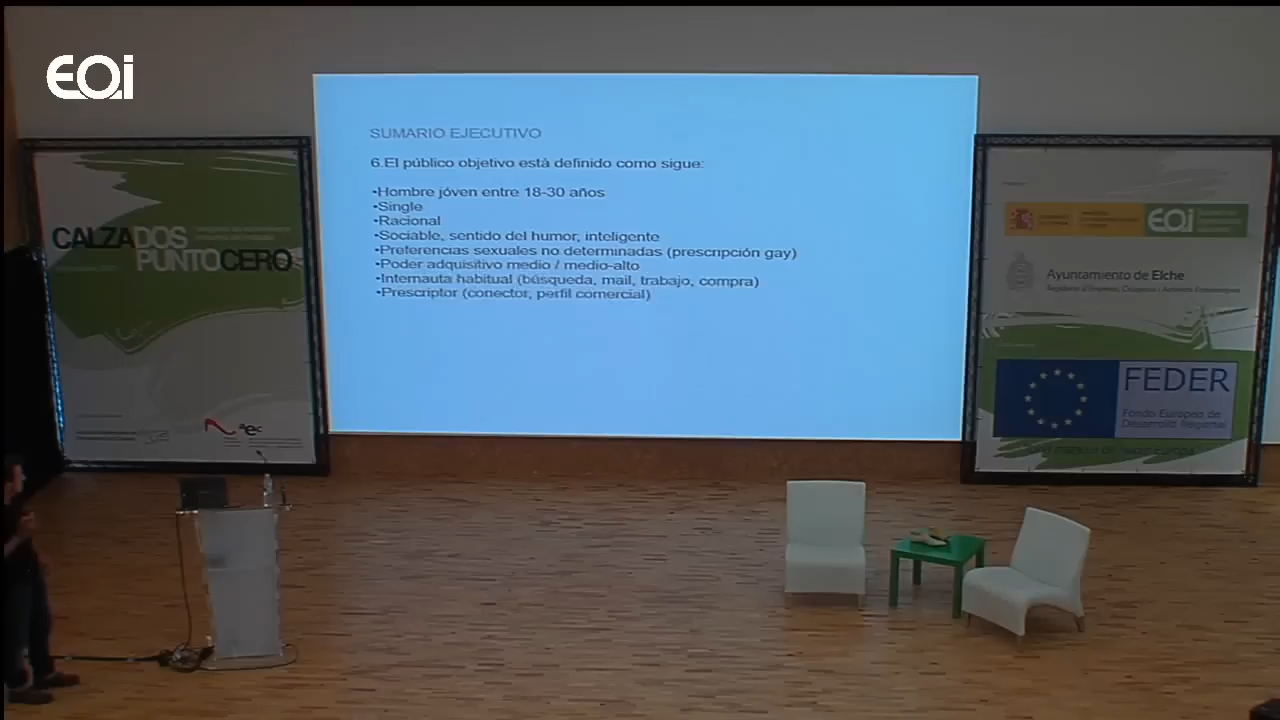 EOi
SUMARIO EJECUTIVO
6.El público objetivo está definido como sigue:
•Hombre jóven entre 18-30 años
•Single
•Racional
•Sociable, sentido del humor, inteligente
•Preferencias sexuales no determinadas (prescripción gay)
•Poder adquisitivo medio / medio-alto
•Internauta habitual (búsqueda, mail, trabajo, compra)
•Prescriptor (conector, perfil comercial)
CALZADOS
PUNTOCERO
aec
EOi
Ayuntamiento de Elche
FEDER
Fondo Europeo de
Desarrollo Regional